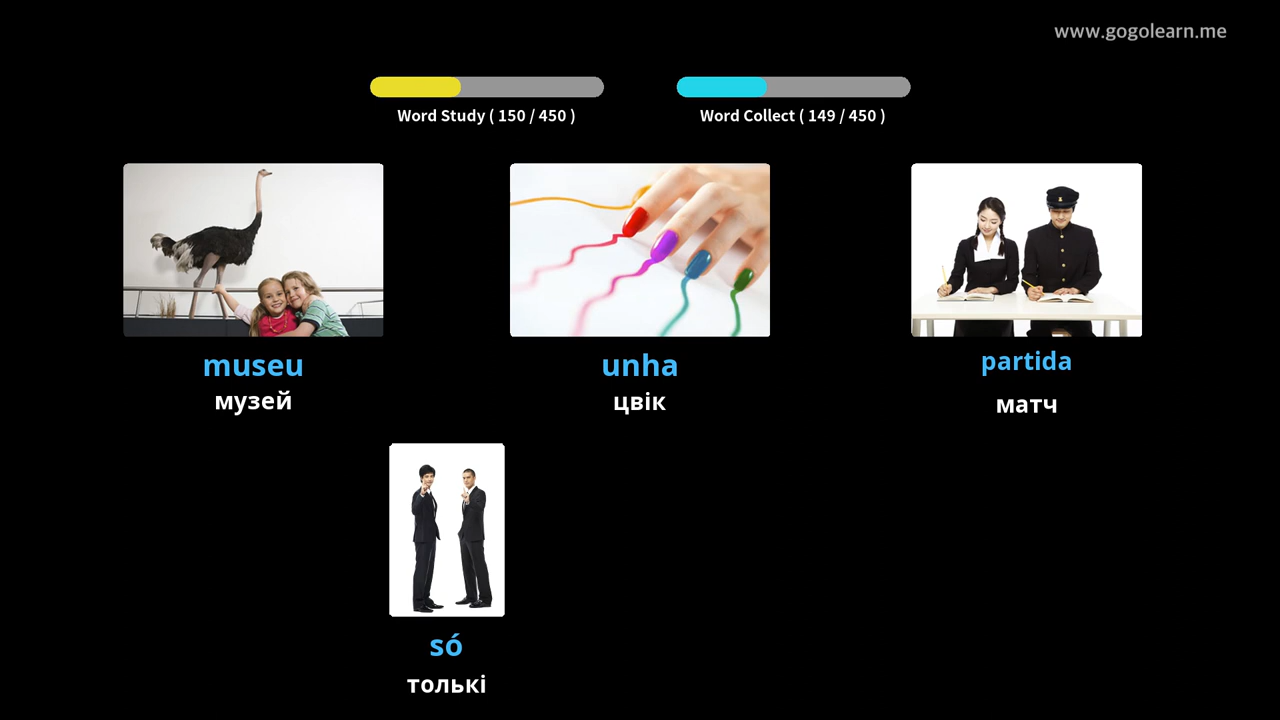 www.gogolearn.me
Word Study ( 150 / 450 )
Word Collect ( 149 / 450 )
museu
музей
unha
цвік
partida
матч
só
толькі